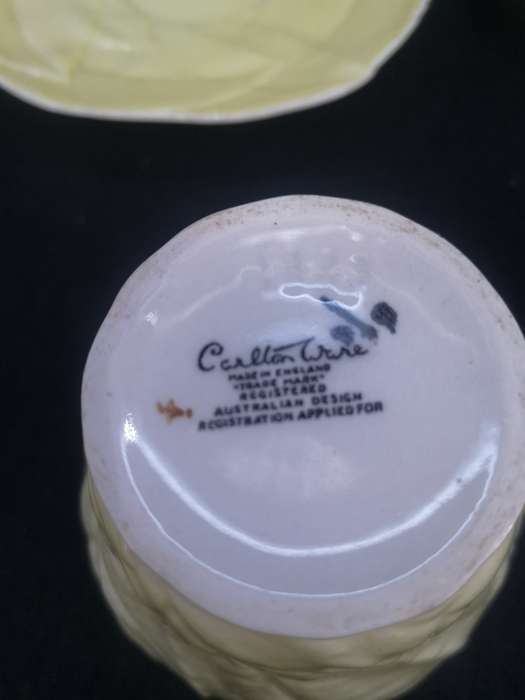 Carlton Ware
MADE IN ENGLAND
"TRADE MARK"
REGISTERED
AUSTRALIAN DESIGN
REGISTRATION APPLIED FOR